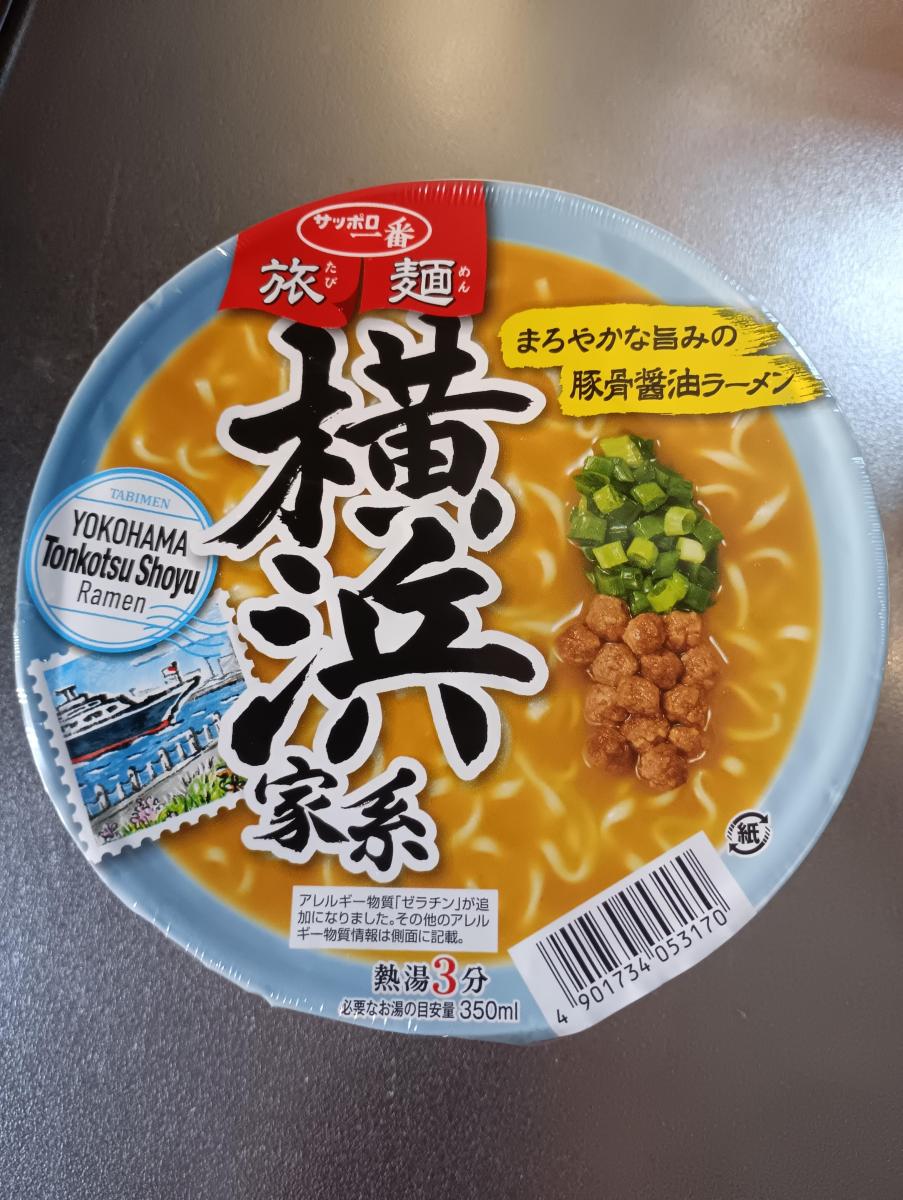 サッポロ一番
旅麺
たび めん
横浜
家系
まろやかな旨みの
豚骨醤油ラーメン
TABIMEN
YOKOHAMA
Tonkotsu Shoyu
Ramen
紙
アレルギー物質「ゼラチン」が追
加になりました。その他のアレル
ギー物質情報は側面に記載。
熱湯3分
必要なお湯の目安量 350ml
4 901734 053170